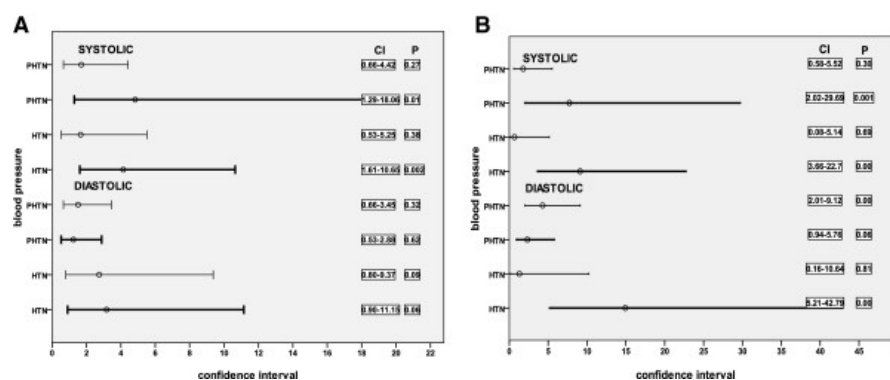 A
SYSTOLIC
CI P
PHTN 0.66-4.42 0.27
PHTN 1.29-18.06 0.01
HTN 0.53-5.25 0.38
HTN 1.61-10.65 0.002
DIASTOLIC
PHTN 0.66-3.45 0.32
PHTN 0.53-2.88 0.62
HTN 0.80-9.37 0.09
HTN 0.90-11.15 0.06
blood pressure
0 2 4 6 8 10 12 14 16 18 20 22
confidence interval
B
SYSTOLIC
CI P
PHTN 0.58-5.52 0.30
PHTN 2.02-29.69 0.001
HTN 0.08-5.14 0.69
HTN 3.66-22.7 0.00
DIASTOLIC
PHTN 2.01-9.12 0.00
PHTN 0.94-5.76 0.06
HTN 0.16-10.64 0.81
HTN 5.21-42.79 0.00
blood pressure
0 5 10 15 20 25 30 35 40 45
confidence interval